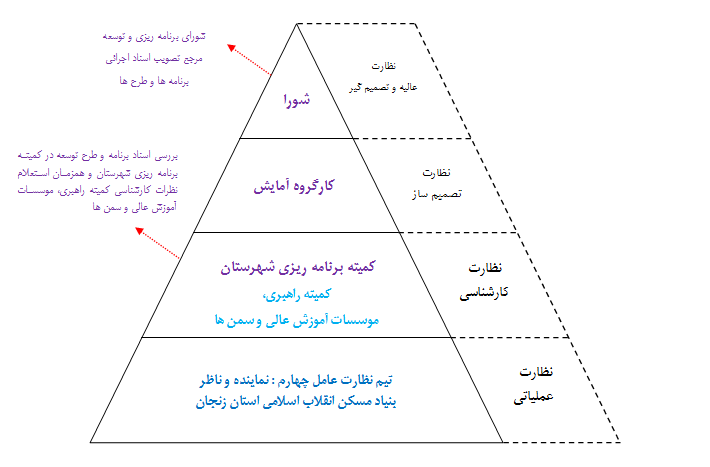 شورای برنامه ریزی و توسعه
مرجع تصویب اسناد اجرائی
برنامه ها و طرح ها
نظارت
عالیه و تصمیم گیر
شورا
بررسی اسناد برنامه و طرح توسعه در کمیته
برنامه ریزی شهرستان و همزمان استعلام
نظرات کارشناسی کمیته راهبری، موسسات
آموزش عالی و سمن ها
نظارت
تصمیم ساز
کارگروه آمایش
کمیته برنامه ریزی شهرستان
کمیته راهبری،
موسسات آموزش عالی و سمن ها
نظارت
کارشناسی
تیم نظارت عامل چهارم : نماینده و ناظر
بنیاد مسکن انقلاب اسلامی استان زنجان
نظارت
عملیاتی